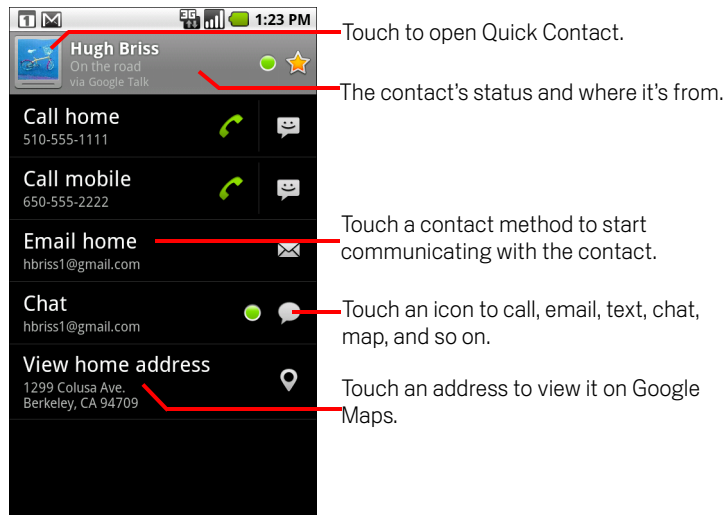 1 3G 1:23 PM
Hugh Briss
On the road
via Google Talk
Call home
510-555-1111
Call mobile
650-555-2222
Email home
hbriss1@gmail.com
Chat
hbriss1@gmail.com
View home address
1299 Colusa Ave.
Berkeley, CA 94709
Touch to open Quick Contact.
The contact’s status and where it’s from.
Touch a contact method to start
communicating with the contact.
Touch an icon to call, email, text, chat,
map, and so on.
Touch an address to view it on Google
Maps.